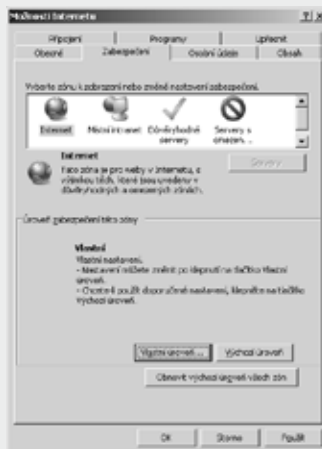 Možnosti Internetu
Připojení Programy Upřesnit
Obecné Zabezpečení Osobní údaje Obsah
Vyberte zónu k zobrazení nebo změně nastavení zabezpečení.
Internet Místní intranet Důvěryhodné Servery s
servery omezen...
Internet
Tato zóna je pro weby v Internetu, s
výjimkou těch, které jsou uvedeny v
důvěryhodných a omezených zónách.
Servery
Úroveň zabezpečení této zóny
Vlastní
Vlastní nastavení.
- Nastavení můžete změnit po klepnutí na tlačítko Vlastní
úroveň.
- Chcete-li použít doporučené nastavení, klepněte na tlačítko
Výchozí úroveň.
Vlastní úroveň... Výchozí úroveň
Obnovit výchozí úroveň všech zón
OK Storno Použít